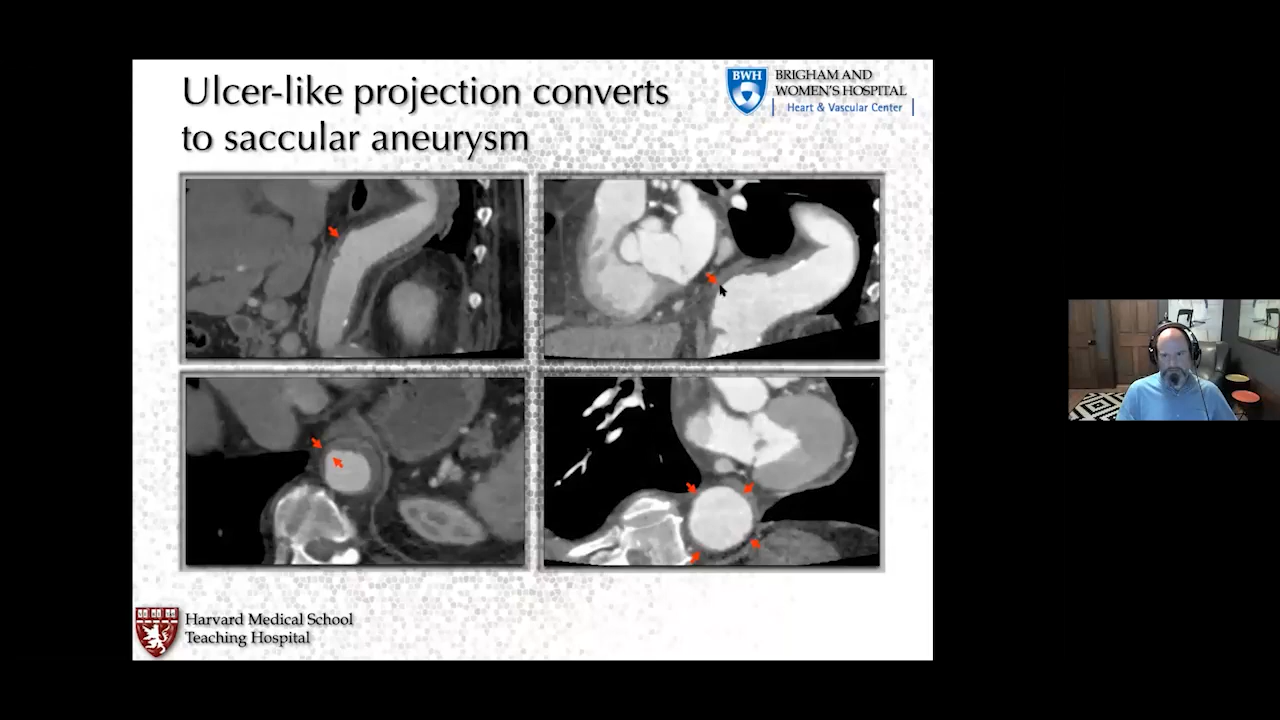 Ulcer-like projection converts
to saccular aneurysm
BWH
BRIGHAM AND
WOMEN'S HOSPITAL
Heart & Vascular Center
Harvard Medical School
Teaching Hospital